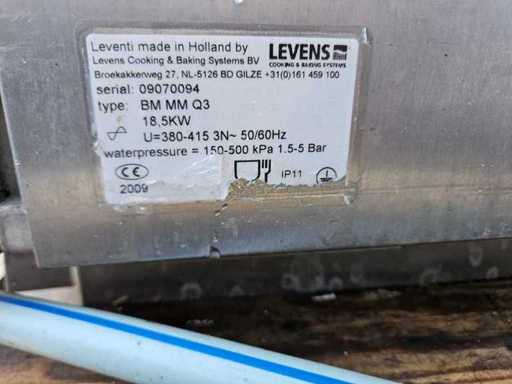 Leventi made in Holland by
Levens Cooking & Baking Systems BV
Broekakkerweg 27, NL-5126 BD GILZE +31(0)161 459 100
LEVENS
COOKING & BAKING SYSTEMS
serial: 09070094
type: BM MM Q3
18,5KW
U=380-415 3N~ 50/60Hz
waterpressure = 150-500 kPa 1.5-5 Bar
CE
2009
IP11